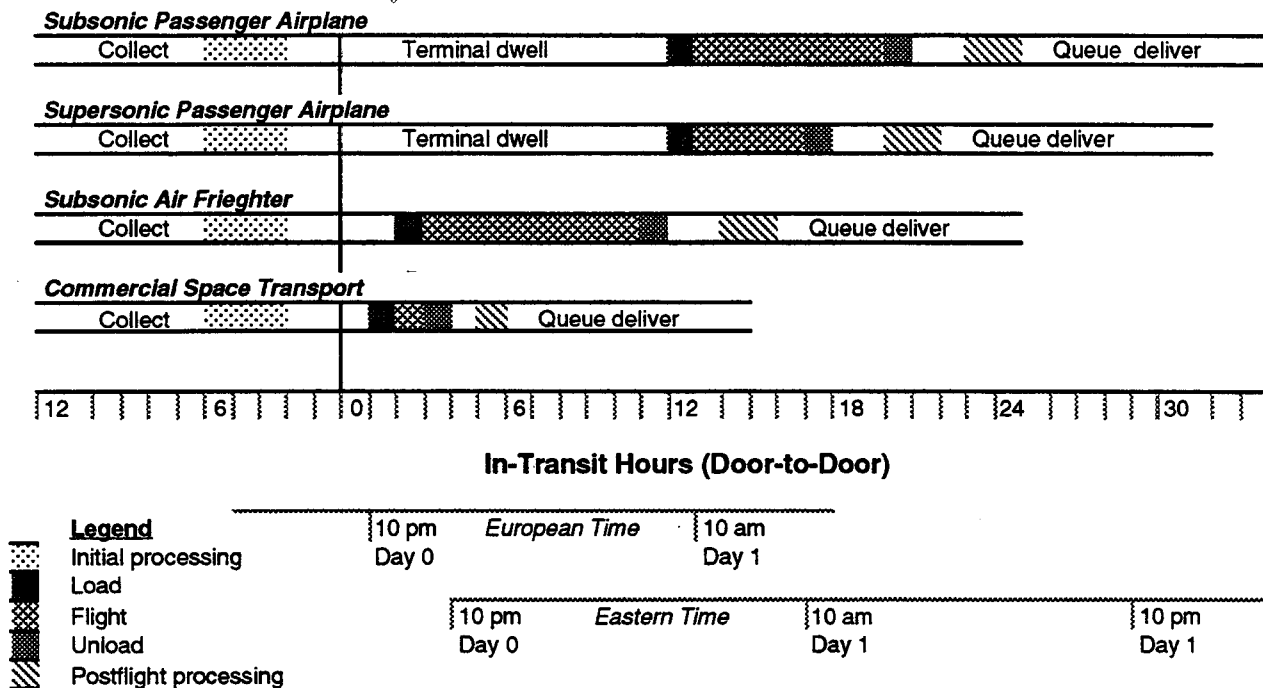 Subsonic Passenger Airplane
Collect Terminal dwell Queue deliver
Supersonic Passenger Airplane
Collect Terminal dwell Queue deliver
Subsonic Air Frieghter
Collect Queue deliver
Commercial Space Transport
Collect Queue deliver
12 6 0 6 12 18 24 30
In-Transit Hours (Door-to-Door)
10 pm European Time 10 am
Day 0 Day 1
10 pm Eastern Time 10 am 10 pm
Day 0 Day 1 Day 1
Legend
Initial processing
Load
Flight
Unload
Postflight processing